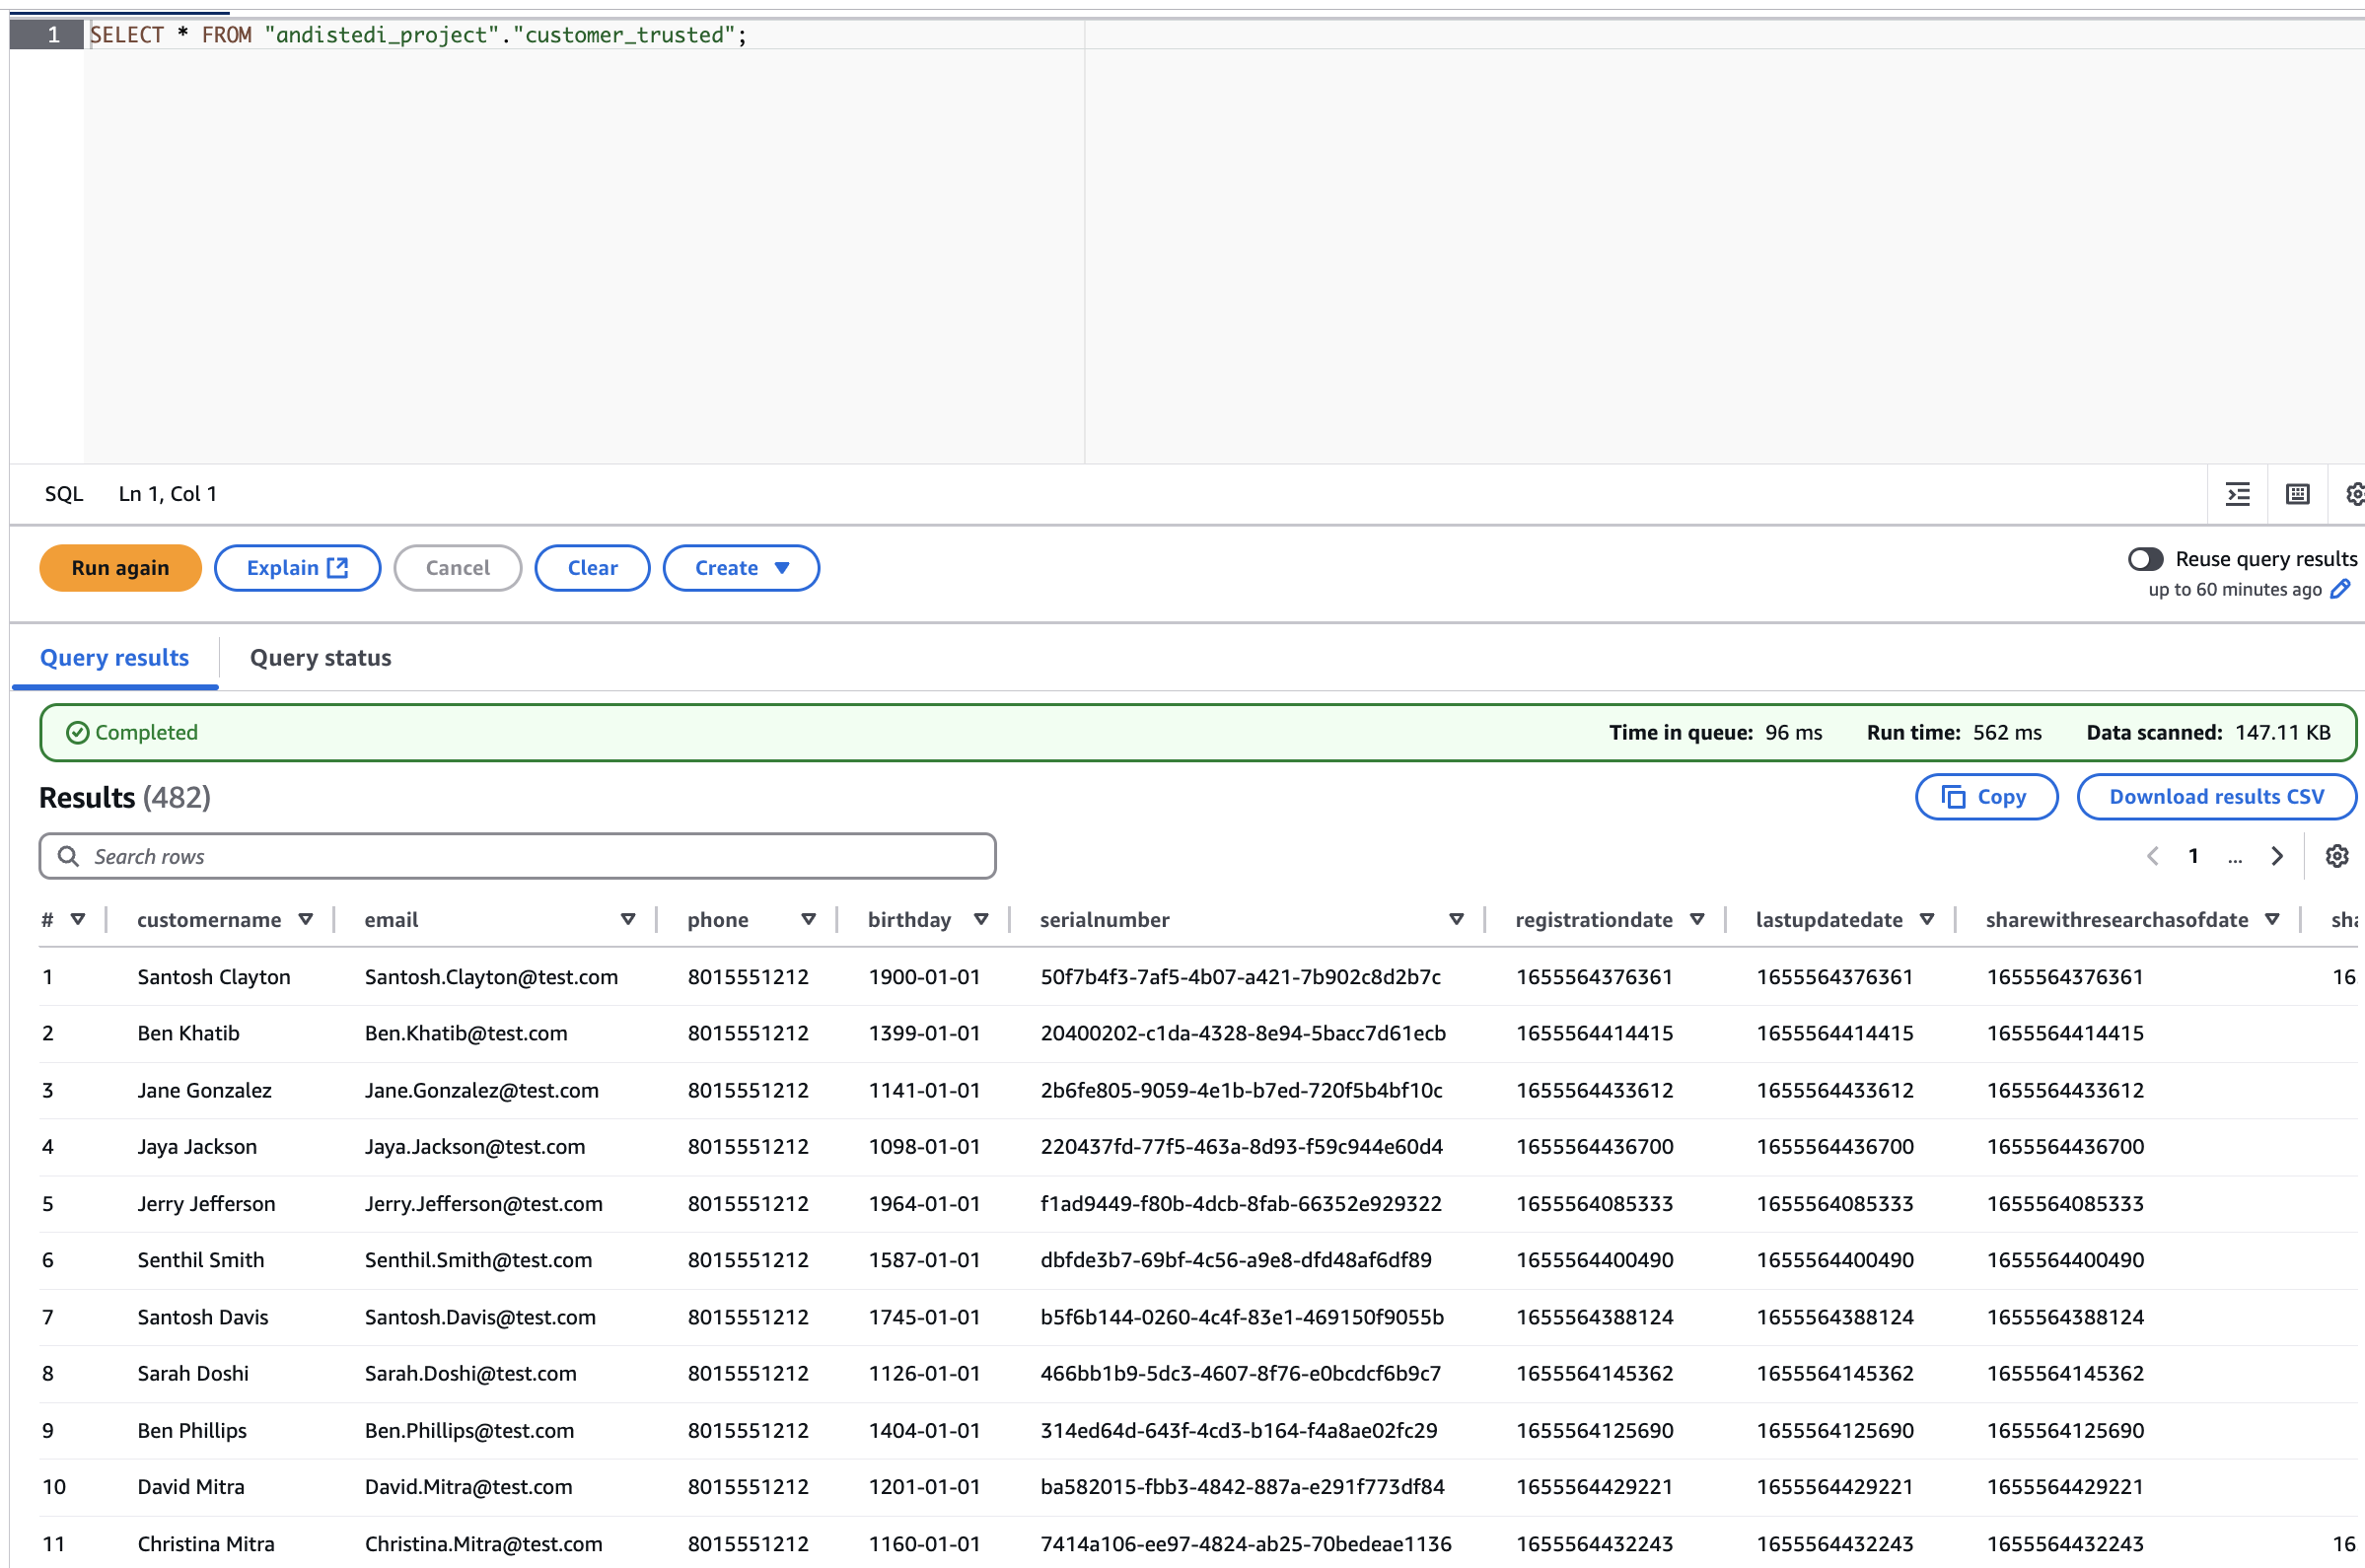 1 SELECT * FROM "andistedi_project"."customer_trusted";
SQL Ln 1, Col 1
Run again Explain Cancel Clear Create Reuse query results
up to 60 minutes ago
Query results Query status
Completed Time in queue: 96 ms Run time: 562 ms Data scanned: 147.11 KB
Results (482) Copy Download results CSV
Search rows 1 ...
# customername email phone birthday serialnumber registrationdate lastupdatedate sharewithresearchasofdate sha
1 Santosh Clayton Santosh.Clayton@test.com 8015551212 1900-01-01 50f7b4f3-7af5-4b07-a421-7b902c8d2b7c 1655564376361 1655564376361 1655564376361 16
2 Ben Khatib Ben.Khatib@test.com 8015551212 1399-01-01 20400202-c1da-4328-8e94-5bacc7d61ecb 1655564414415 1655564414415 1655564414415
3 Jane Gonzalez Jane.Gonzalez@test.com 8015551212 1141-01-01 2b6fe805-9059-4e1b-b7ed-720f5b4bf10c 1655564433612 1655564433612 1655564433612
4 Jaya Jackson Jaya.Jackson@test.com 8015551212 1098-01-01 220437fd-77f5-463a-8d93-f59c944e60d4 1655564436700 1655564436700 1655564436700
5 Jerry Jefferson Jerry.Jefferson@test.com 8015551212 1964-01-01 f1ad9449-f80b-4dcb-8fab-66352e929322 1655564085333 1655564085333 1655564085333
6 Senthil Smith Senthil.Smith@test.com 8015551212 1587-01-01 dbfde3b7-69bf-4c56-a9e8-dfd48af6df89 1655564400490 1655564400490 1655564400490
7 Santosh Davis Santosh.Davis@test.com 8015551212 1745-01-01 b5f6b144-0260-4c4f-83e1-469150f9055b 1655564388124 1655564388124 1655564388124
8 Sarah Doshi Sarah.Doshi@test.com 8015551212 1126-01-01 466bb1b9-5dc3-4607-8f76-e0bcdcf6b9c7 1655564145362 1655564145362 1655564145362
9 Ben Phillips Ben.Phillips@test.com 8015551212 1404-01-01 314ed64d-643f-4cd3-b164-f4a8ae02fc29 1655564125690 1655564125690 1655564125690
10 David Mitra David.Mitra@test.com 8015551212 1201-01-01 ba582015-fbb3-4842-887a-e291f773df84 1655564429221 1655564429221 1655564429221
11 Christina Mitra Christina.Mitra@test.com 8015551212 1160-01-01 7414a106-ee97-4824-ab25-70bedeae1136 1655564432243 1655564432243 1655564432243 16